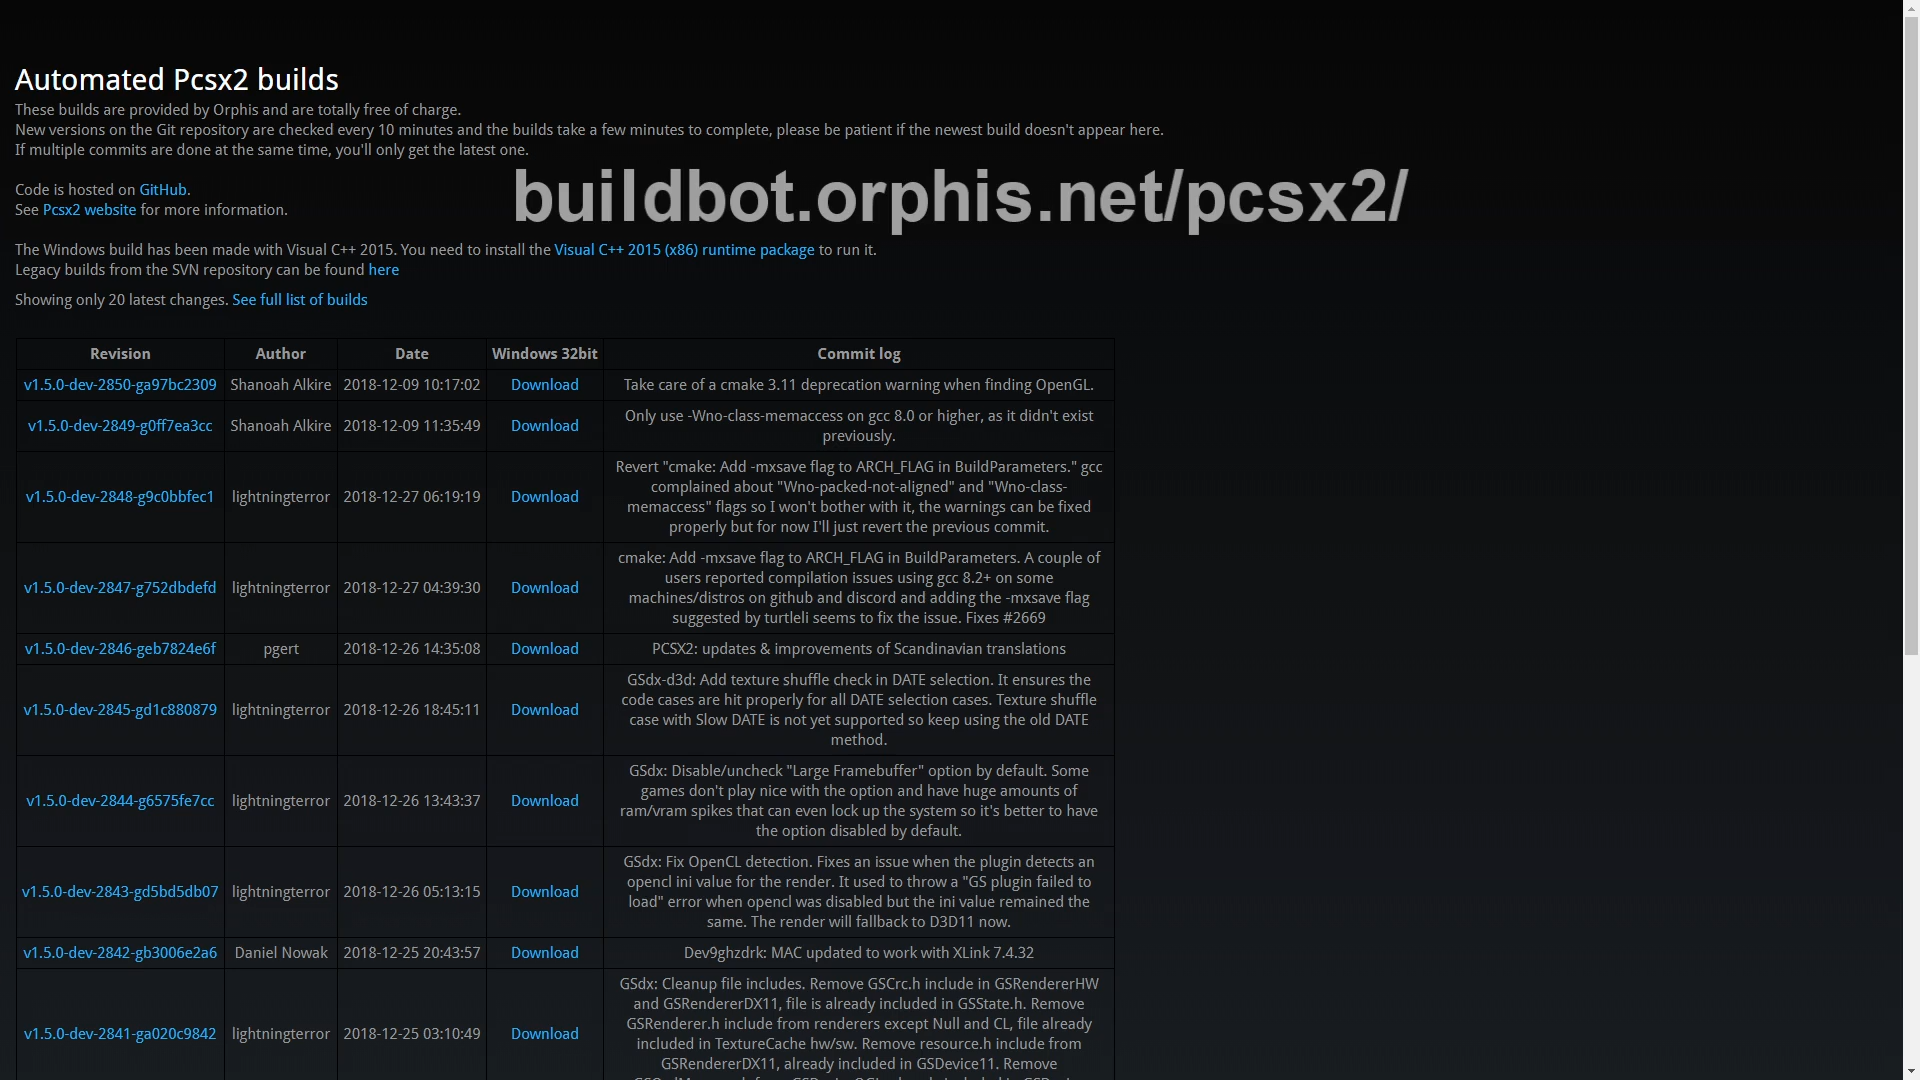 Automated Pcsx2 builds
These builds are provided by Orphis and are totally free of charge.
New versions on the Git repository are checked every 10 minutes and the builds take a few minutes to complete, please be patient if the newest build doesn't appear here.
If multiple commits are done at the same time, you'll only get the latest one.
buildbot.orphis.net/pcsx2/
Code is hosted on GitHub.
See Pcsx2 website for more information.
The Windows build has been made with Visual C++ 2015. You need to install the Visual C++ 2015 (x86) runtime package to run it.
Legacy builds from the SVN repository can be found here
Showing only 20 latest changes. See full list of builds
Revision Author Date Windows 32bit Commit log
v1.5.0-dev-2850-ga97bc2309 Shanoah Alkire 2018-12-09 10:17:02 Download Take care of a cmake 3.11 deprecation warning when finding OpenGL.
v1.5.0-dev-2849-g0ff7ea3cc Shanoah Alkire 2018-12-09 11:35:49 Download Only use -Wno-class-memaccess on gcc 8.0 or higher, as it didn't exist
previously.
v1.5.0-dev-2848-g9c0bbfec1 lightningterror 2018-12-27 06:19:19 Download Revert "cmake: Add -mxsave flag to ARCH_FLAG in BuildParameters." gcc
complained about "Wno-packed-not-aligned" and "Wno-class-
memaccess" flags so I won't bother with it, the warnings can be fixed
properly but for now I'll just revert the previous commit.
v1.5.0-dev-2847-g752dbdefd lightningterror 2018-12-27 04:39:30 Download cmake: Add -mxsave flag to ARCH_FLAG in BuildParameters. A couple of
users reported compilation issues using gcc 8.2+ on some
machines/distros on github and discord and adding the -mxsave flag
suggested by turtleli seems to fix the issue. Fixes #2669
v1.5.0-dev-2846-geb7824e6f pgert 2018-12-26 14:35:08 Download PCSX2: updates & improvements of Scandinavian translations
v1.5.0-dev-2845-gd1c880879 lightningterror 2018-12-26 18:45:11 Download GSdx-d3d: Add texture shuffle check in DATE selection. It ensures the
code cases are hit properly for all DATE selection cases. Texture shuffle
case with Slow DATE is not yet supported so keep using the old DATE
method.
v1.5.0-dev-2844-g6575fe7cc lightningterror 2018-12-26 13:43:37 Download GSdx: Disable/uncheck "Large Framebuffer" option by default. Some
games don't play nice with the option and have huge amounts of
ram/vram spikes that can even lock up the system so it's better to have
the option disabled by default.
v1.5.0-dev-2843-gd5bd5db07 lightningterror 2018-12-26 05:13:15 Download GSdx: Fix OpenCL detection. Fixes an issue when the plugin detects an
opencl ini value for the render. It used to throw a "GS plugin failed to
load" error when opencl was disabled but the ini value remained the
same. The render will fallback to D3D11 now.
v1.5.0-dev-2842-gb3006e2a6 Daniel Nowak 2018-12-25 20:43:57 Download Dev9ghzdrk: MAC updated to work with XLink 7.4.32
v1.5.0-dev-2841-ga020c9842 lightningterror 2018-12-25 03:10:49 Download GSdx: Cleanup file includes. Remove GSCrc.h include in GSRendererHW
and GSRendererDX11, file is already included in GSState.h. Remove
GSRenderer.h include from renderers except Null and CL, file already
included in TextureCache hw/sw. Remove resource.h include from
GSRendererDX11, already included in GSDevice11. Remove